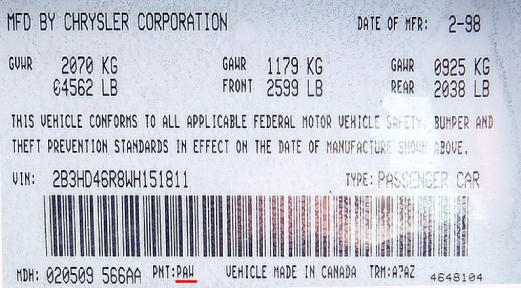 MFD BY CHRYSLER CORPORATION DATE OF MFR: 2-98
GVWR 2070 KG GAWR 1179 KG GAWR 0925 KG
04562 LB FRONT 2599 LB REAR 2038 LB
THIS VEHICLE CONFORMS TO ALL APPLICABLE FEDERAL MOTOR VEHICLE SAFETY, BUMPER AND
THEFT PREVENTION STANDARDS IN EFFECT ON THE DATE OF MANUFACTURE SHOWN ABOVE.
VIN: 2B3HD46R8WH151811 TYPE: PASSENGER CAR
MDH: 020509 566AA PNT: PAW VEHICLE MADE IN CANADA TRM: 4648104